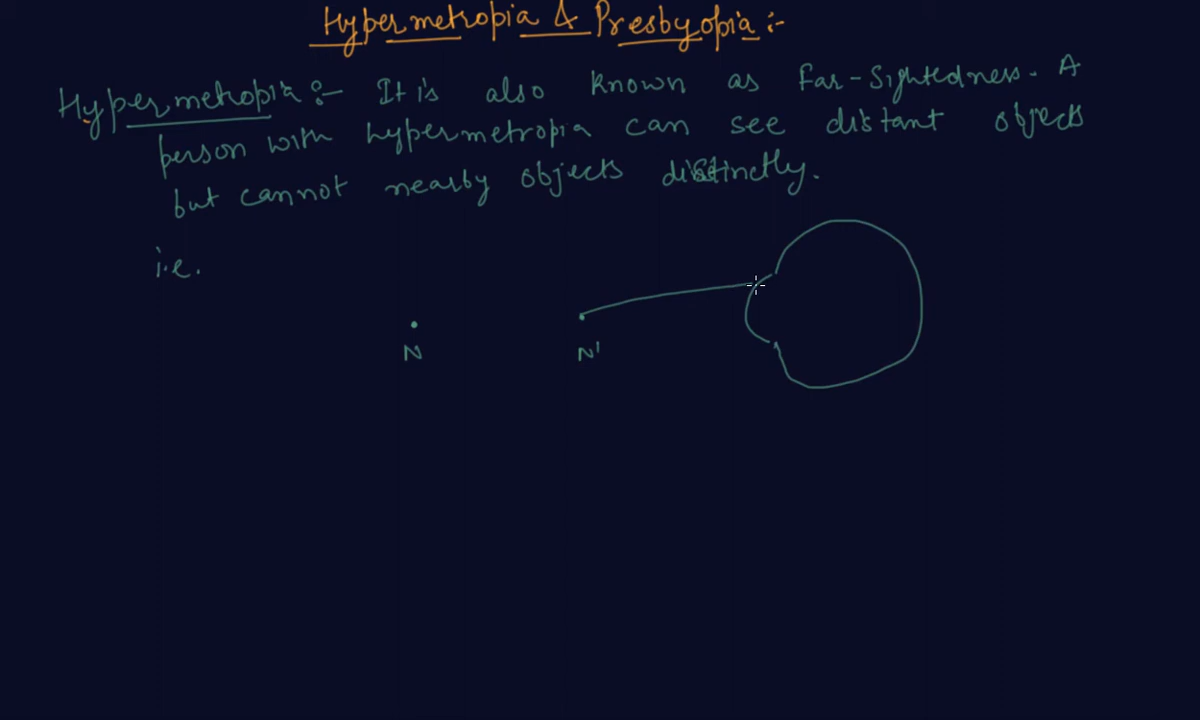 Hypermetropia & Presbyopia :-
Hypermetropia :- It is also known as Far-Sightedness. A
person with hypermetropia can see distant objects
but cannot nearby objects distinctly.
i.e.
N N'